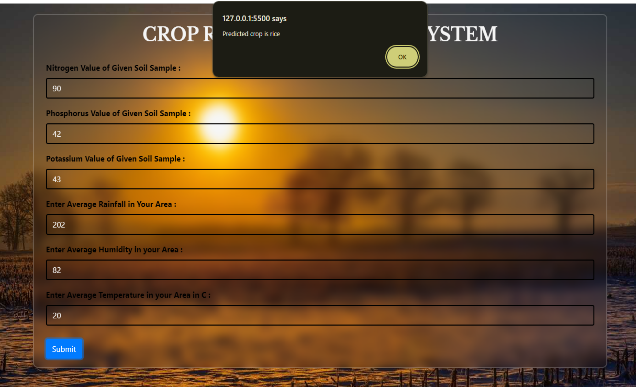 127.0.0.1:5500 says
Predicted crop is rice
OK
CROP R YSTEM
Nitrogen Value of Given Soil Sample :
90
Phosphorus Value of Given Soil Sample :
42
Potassium Value of Given Soil Sample :
43
Enter Average Rainfall in Your Area :
202
Enter Average Humidity in your Area :
82
Enter Average Temperature in your Area in C :
20
Submit